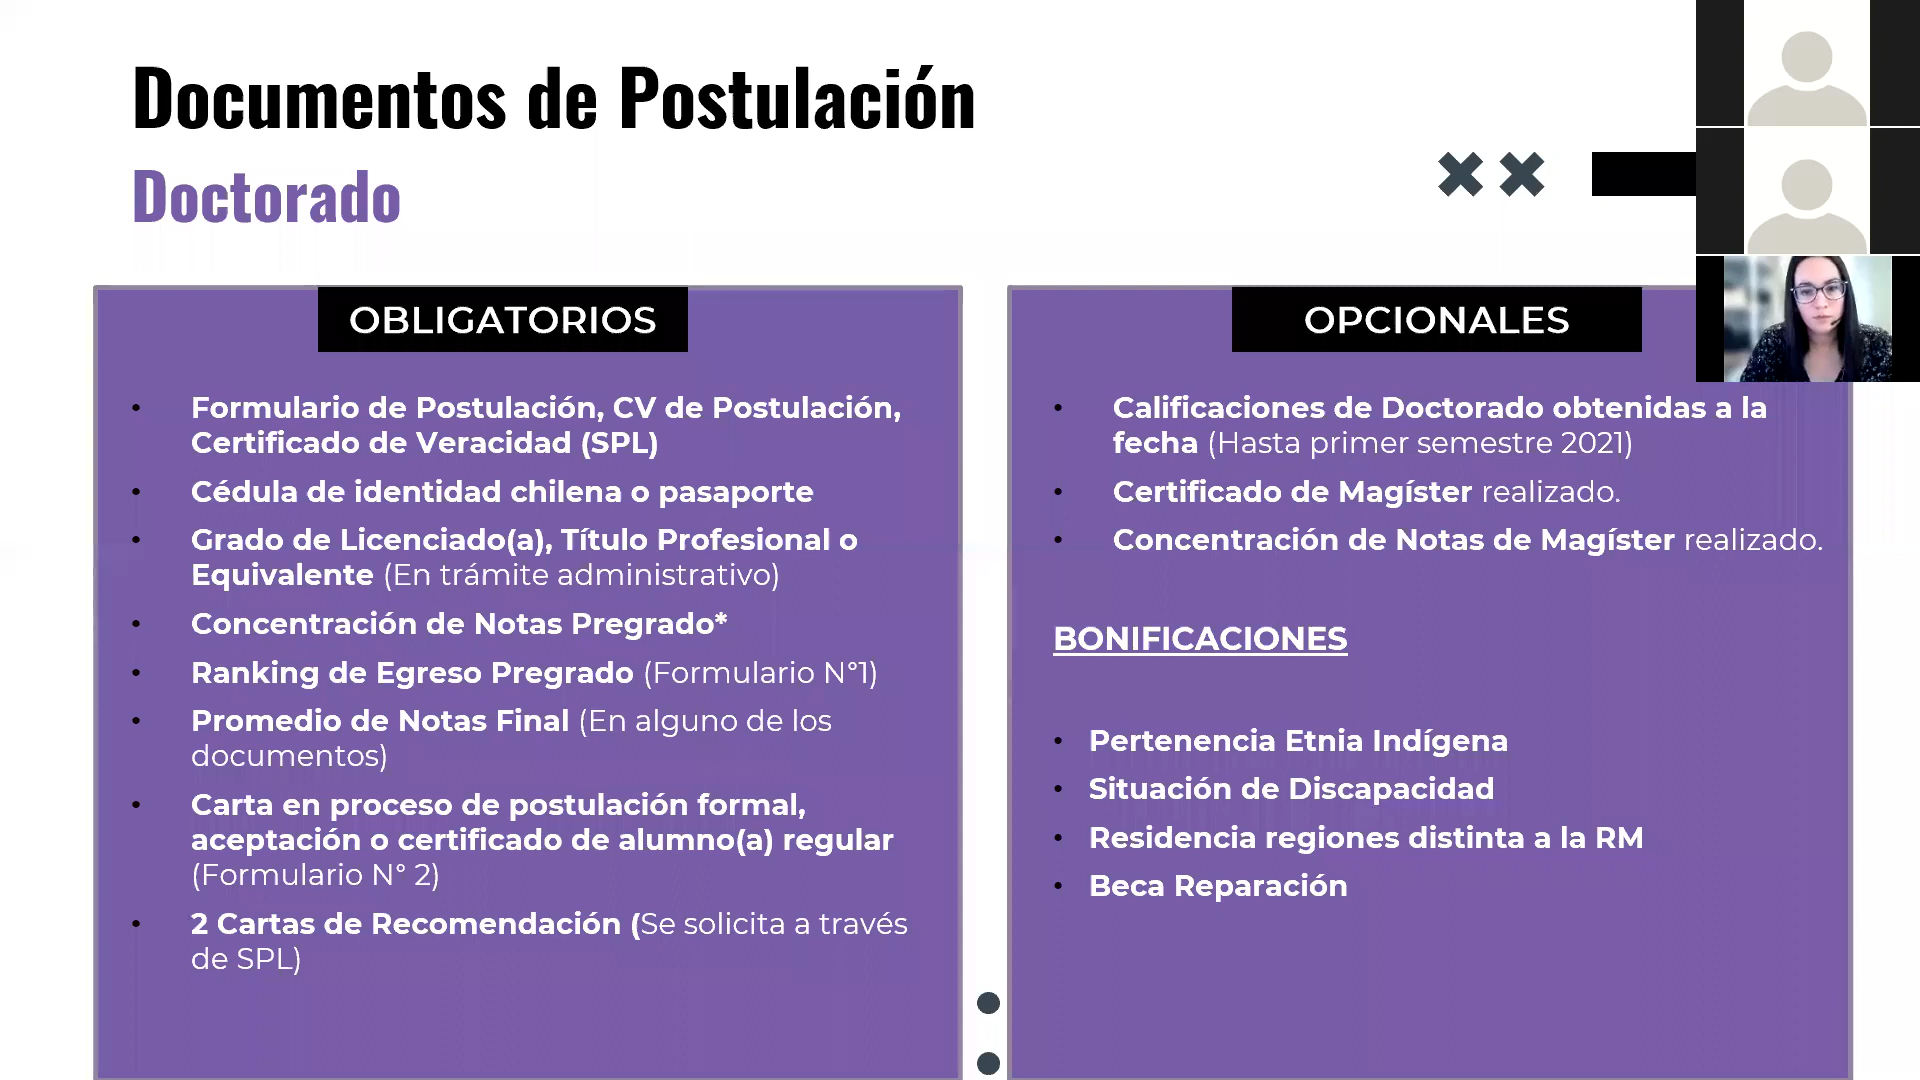 Documentos de Postulación
Doctorado
OBLIGATORIOS
• Formulario de Postulación, CV de Postulación,
Certificado de Veracidad (SPL)
• Cédula de identidad chilena o pasaporte
• Grado de Licenciado(a), Título Profesional o
Equivalente (En trámite administrativo)
• Concentración de Notas Pregrado*
• Ranking de Egreso Pregrado (Formulario N°1)
• Promedio de Notas Final (En alguno de los
documentos)
• Carta en proceso de postulación formal,
aceptación o certificado de alumno(a) regular
(Formulario N° 2)
• 2 Cartas de Recomendación (Se solicita a través
de SPL)
OPCIONALES
• Calificaciones de Doctorado obtenidas a la
fecha (Hasta primer semestre 2021)
• Certificado de Magíster realizado.
• Concentración de Notas de Magíster realizado.
BONIFICACIONES
• Pertenencia Etnia Indígena
• Situación de Discapacidad
• Residencia regiones distinta a la RM
• Beca Reparación